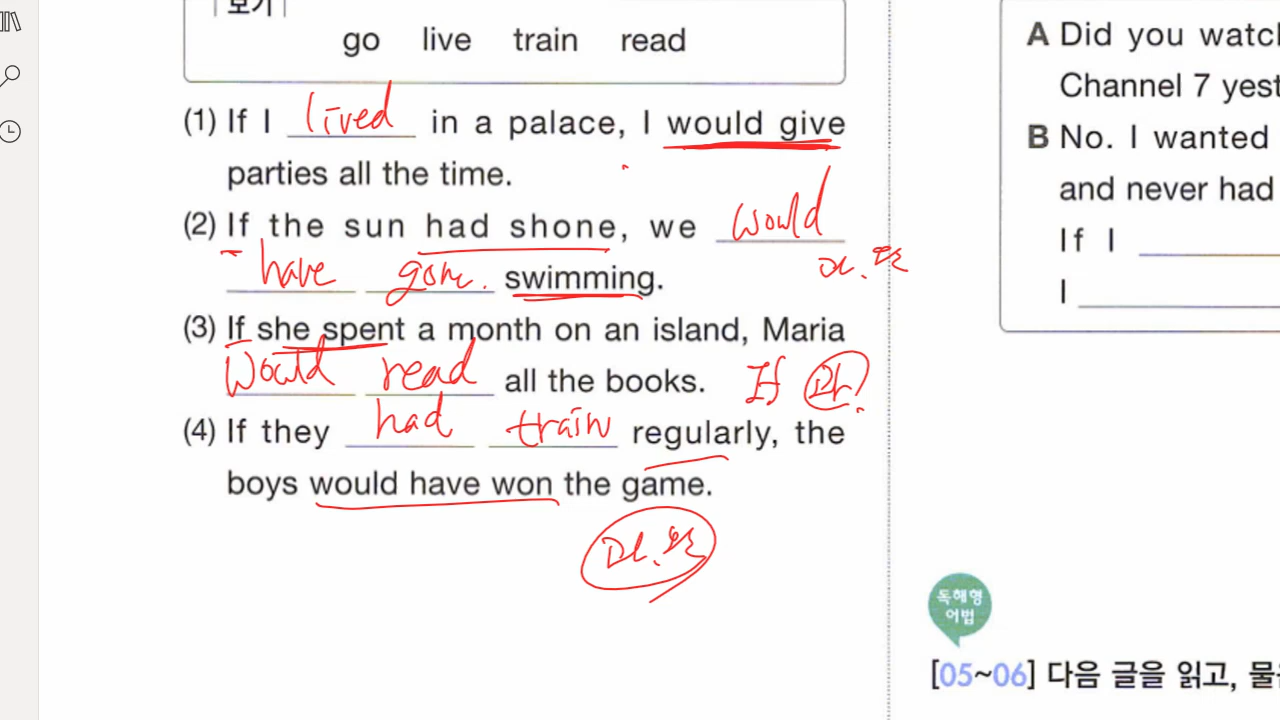 보기
go live train read
(1) If I lived in a palace, I would give
parties all the time.
(2) If the sun had shone, we would
have gone. swimming.
(3) If she spent a month on an island, Maria
would read all the books. If 과?
(4) If they had train regularly, the
boys would have won the game.
A Did you watch
Channel 7 yest
B No. I wanted
and never had
If I
I
독해형
어법
[05~06] 다음 글을 읽고, 물